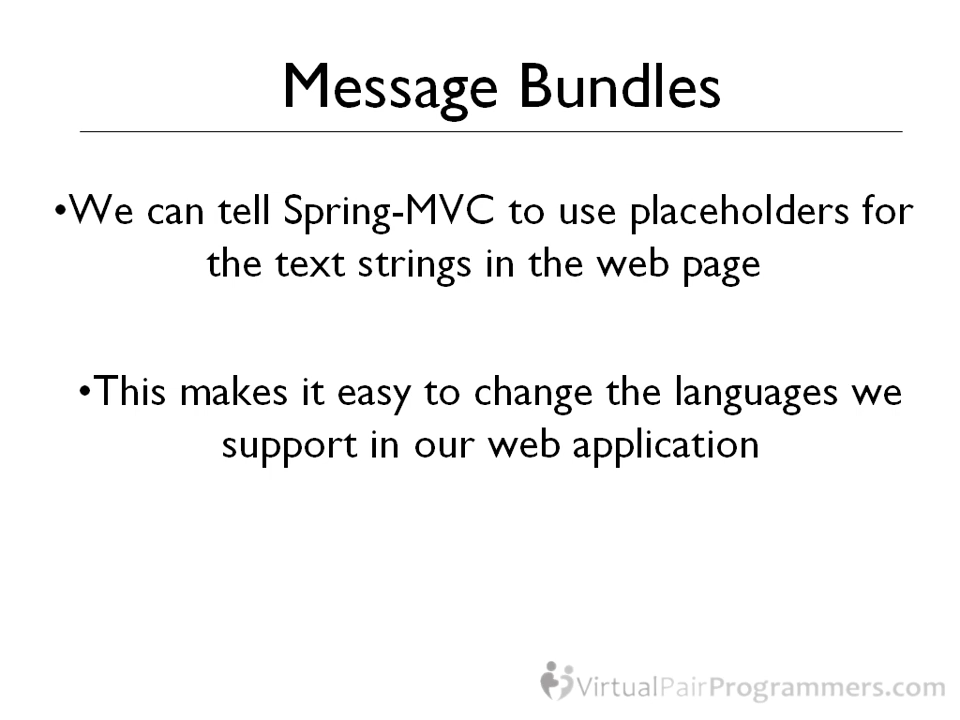 Message Bundles
•We can tell Spring-MVC to use placeholders for
the text strings in the web page
•This makes it easy to change the languages we
support in our web application
VirtualPairProgrammers.com